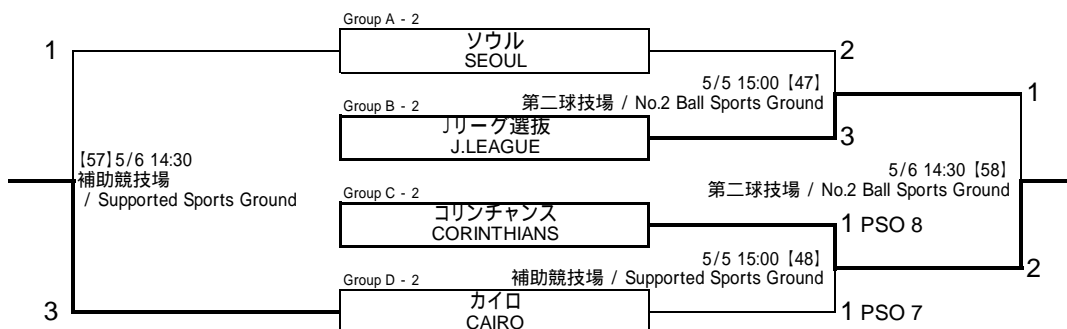 Group A - 2
ソウル
SEOUL
1
2
5/5 15:00【47】
第二球技場 / No.2 Ball Sports Ground
1
Group B - 2
Jリーグ選抜
J.LEAGUE
3
【57】5/6 14:30
補助競技場
/ Supported Sports Ground
5/6 14:30【58】
第二球技場 / No.2 Ball Sports Ground
Group C - 2
コリンチャンス
CORINTHIANS
1 PSO 8
5/5 15:00【48】
補助競技場 / Supported Sports Ground
2
Group D - 2
カイロ
CAIRO
3
1 PSO 7